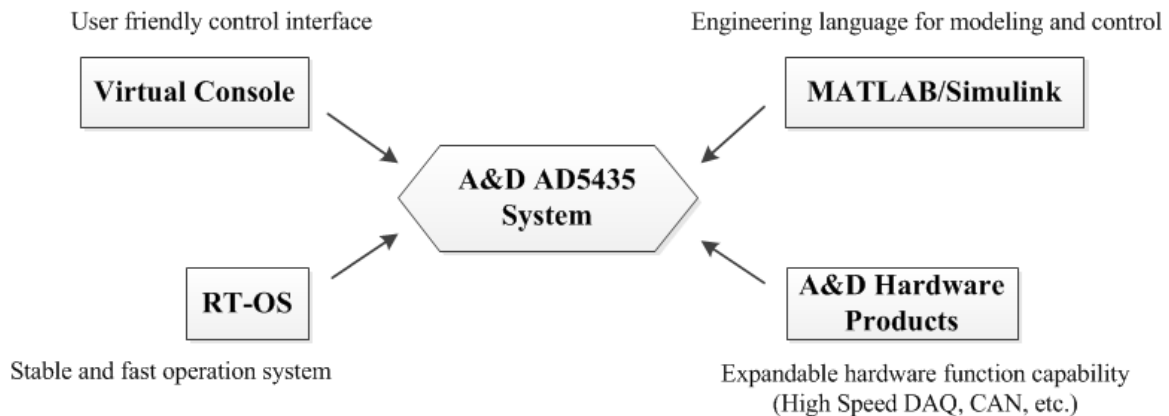 User friendly control interface
Virtual Console
Engineering language for modeling and control
MATLAB/Simulink
A&D AD5435
System
RT-OS
Stable and fast operation system
A&D Hardware
Products
Expandable hardware function capability
(High Speed DAQ, CAN, etc.)